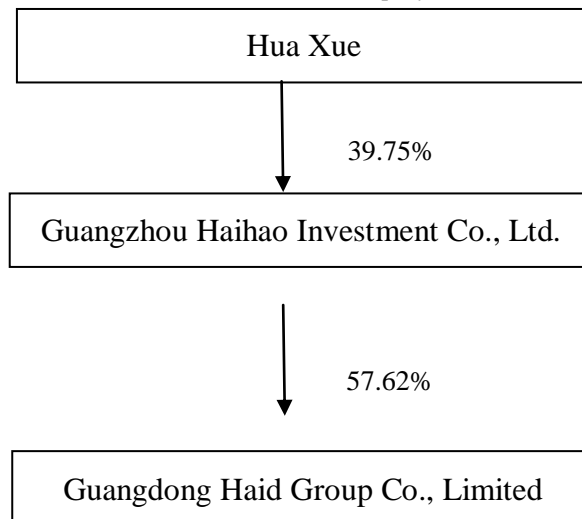 Hua Xue
39.75%
Guangzhou Haihao Investment Co., Ltd.
57.62%
Guangdong Haid Group Co., Limited